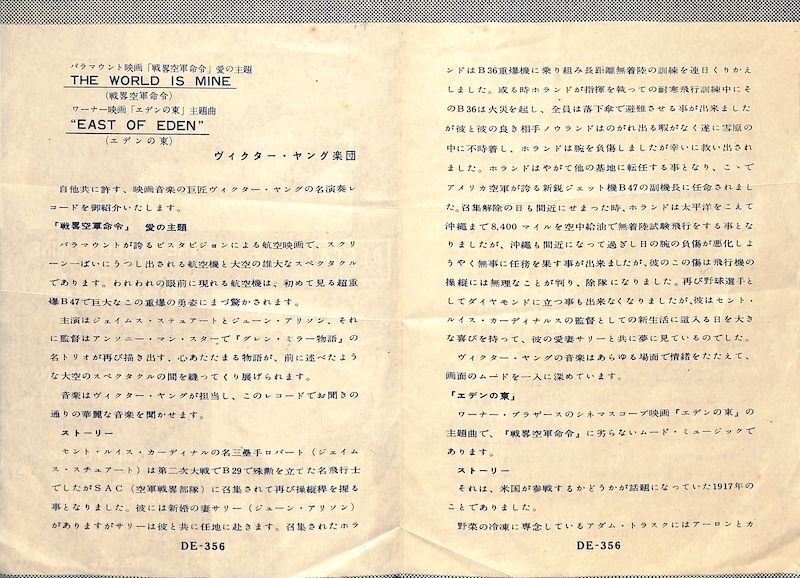 パラマウント映画「戦畧空軍命令」愛の主題
THE WORLD IS MINE
(戦畧空軍命令)
ワーナー映画「エデンの東」主題曲
"EAST OF EDEN"
(エデンの東)
ヴィクター・ヤング楽団
自他共に許す、映画音楽の巨匠ヴィクター・ヤングの名演奏レ
コードを御紹介いたします。
『戦畧空軍命令』 愛の主題
パラマウントが誇るビスタビジョンによる航空映画で、スクリ
ーン一ぱいにうつし出される航空機と大空の雄大なスペクタクル
であります。われわれの眼前に現れる航空機は、初めて見る超重
爆B47で巨大なこの重爆の勇姿にまづ驚かされます。
主演はジェイムス・ステュアートとジューン・アリソン、それ
に監督はアンソニー・マン・スターで『グレン・ミラー物語』の
名トリオが再び描き出す、心あたたまる物語が、前に述べたよう
な大空のスペクタクルの間を縫ってくり展げられます。
音楽はヴィクター・ヤングが担当し、このレコードでお聞きの
通りの華麗な音楽を聞かせます。
ストーリー
セント・ルイス・カーディナルの名三塁手ロバート(ジェイム
ス・スチュアート)は第二次大戦でB29で殊勲を立てた名飛行士
でしたがSAC(空軍戦畧部隊)に召集されて再び操縦稈を握る
事となりました。彼には新婚の妻サリー(ジューン・アリソン)
がありますがサリーは彼と共に任地に赴きます。召集されたホラ
DE-356
ンドはB36重爆機に乗り組み長距離無着陸の訓練を連日くりかえ
しました。或る時ホランドが指揮を執っての耐寒飛行訓練中にそ
のB36は火災を起し、全員は落下傘で避難させる事が出来ました
が彼と彼の良き相手ノウランドはのがれ出る暇がなく遂に雪原の
中に不時着し、ホランドは腕を負傷しましたが幸いに救い出され
ました。ホランドはやがて他の基地に転任する事となり、こゝで
アメリカ空軍が誇る新鋭ジェット機B47の副機長に任命されまし
た。召集解除の日も間近にせまった時、ホランドは太平洋をこえて
沖縄まで8,400マイルを空中給油で無着陸試験飛行をする事とな
りましたが、沖縄も間近になって過ぎし日の腕の負傷が悪化しよ
うやく無事に任務を果す事が出来ましたが、彼のこの傷は飛行機の
操縦には無理なことが判り、除隊になりました。再び野球選手と
してダイヤモンドに立つ事も出来なくなりましたが、彼はセント・
ルイス・カーディナルスの監督としての新生活に這入る日を大き
な喜びを持って、彼の愛妻サリーと共に夢に見ているのでした。
ヴィクター・ヤングの音楽はあらゆる場面で情緒をたたえて、
画面のムードを一入に深めています。
『エデンの東』
ワーナー・ブラザースのシネマスコープ映画『エデンの東』の
主題曲で、『戦畧空軍命令』に劣らないムード・ミュージックで
あります。
ストーリー
それは、米国が参戦するかどうかが話題になっていた1917年の
ことでありました。
野菜の冷凍に専念しているアダム・トラスクにはアーロンとカ
DE-356